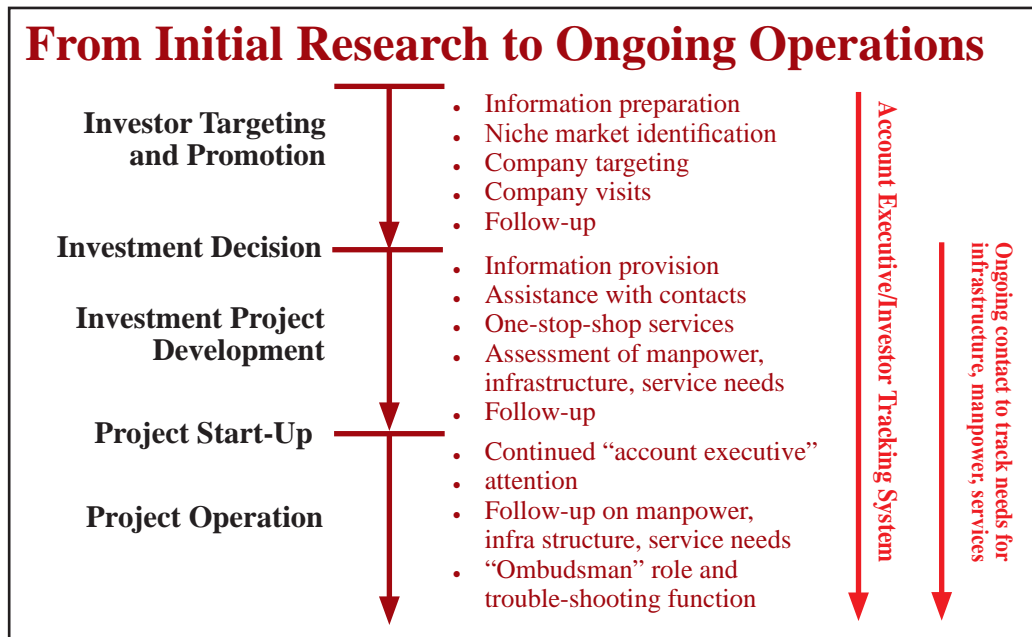 From Initial Research to Ongoing Operations
Investor Targeting
and Promotion
• Information preparation
• Niche market identification
• Company targeting
• Company visits
• Follow-up
Investment Decision
Investment Project
Development
• Information provision
• Assistance with contacts
• One-stop-shop services
• Assessment of manpower,
infrastructure, service needs
• Follow-up
Project Start-Up
Project Operation
• Continued “account executive”
• attention
• Follow-up on manpower,
infra structure, service needs
• “Ombudsman” role and
trouble-shooting function
Account Executive/Investor Tracking System
Ongoing contact to track needs for
infrastructure, manpower, services